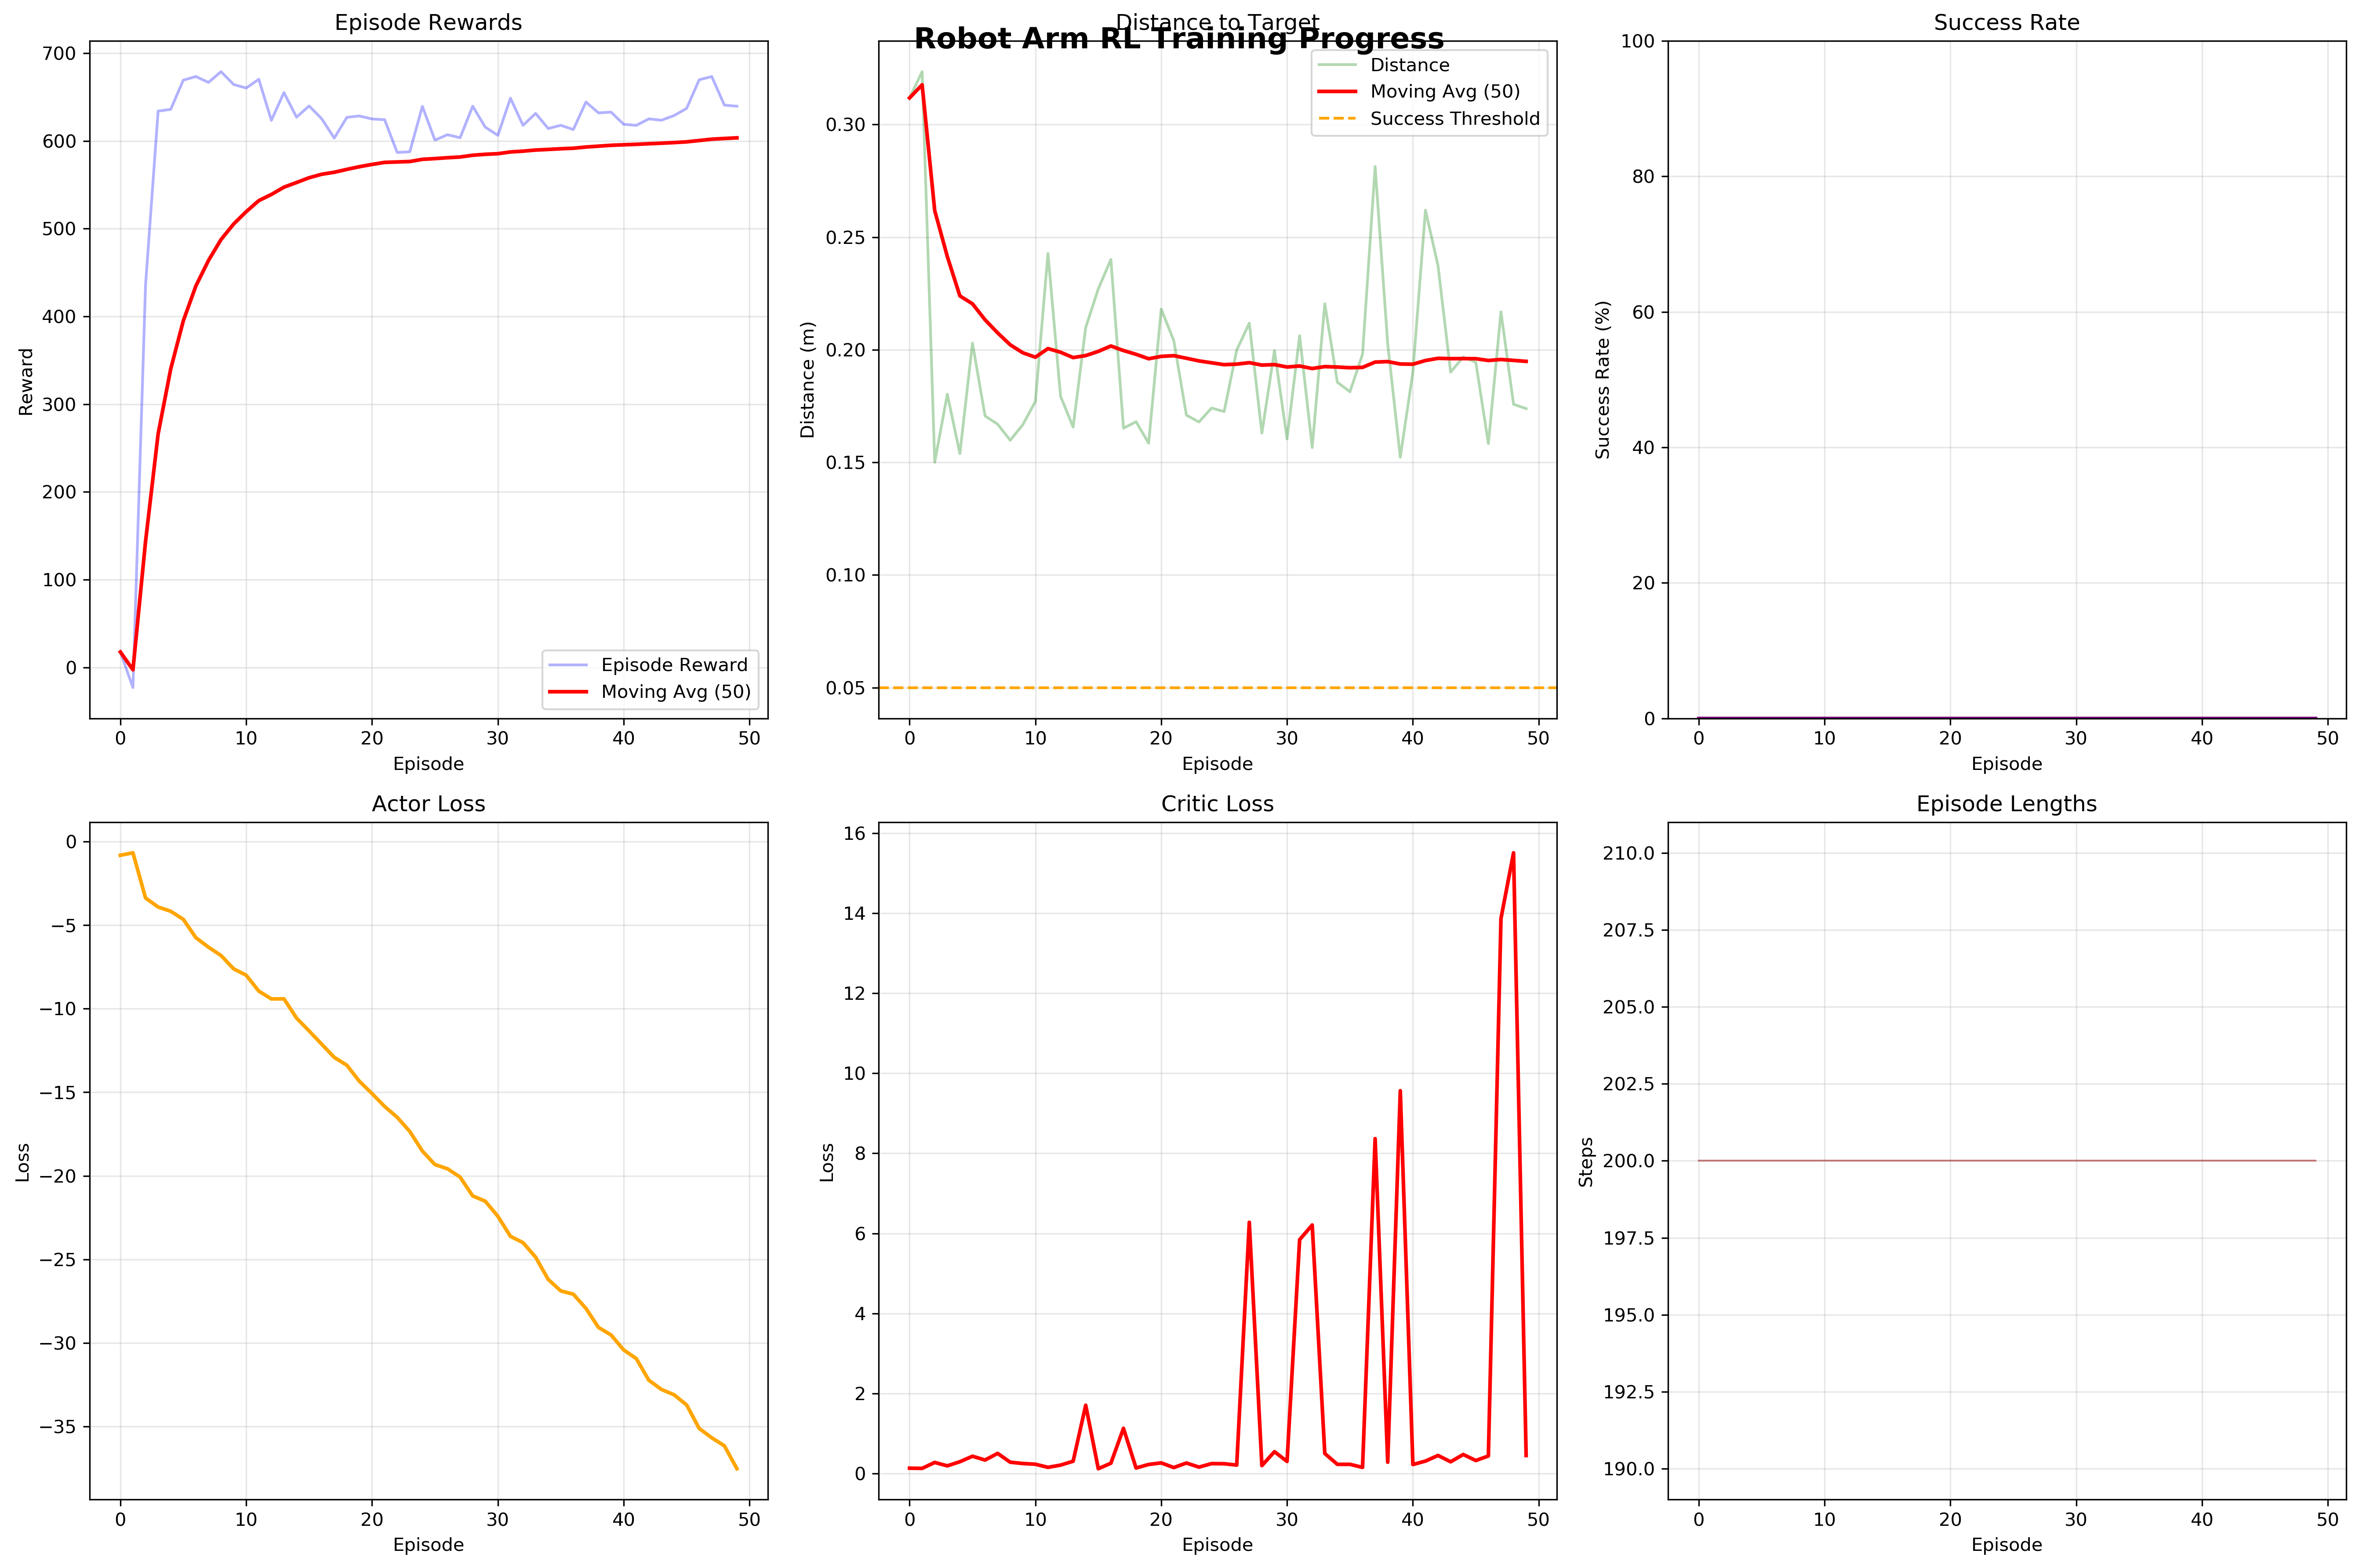 Robot Arm RL Training Progress
Episode Rewards
700
600
500
400
300
200
100
0
Reward
Episode Reward
Moving Avg (50)
0 10 20 30 40 50
Episode
Distance to Target
0.30
0.25
0.20
0.15
0.10
0.05
Distance (m)
Distance
Moving Avg (50)
Success Threshold
0 10 20 30 40 50
Episode
Success Rate
100
80
60
40
20
0
Success Rate (%)
0 10 20 30 40 50
Episode
Actor Loss
0
−5
−10
−15
−20
−25
−30
−35
Loss
0 10 20 30 40 50
Episode
Critic Loss
16
14
12
10
8
6
4
2
0
Loss
0 10 20 30 40 50
Episode
Episode Lengths
210.0
207.5
205.0
202.5
200.0
197.5
195.0
192.5
190.0
Steps
0 10 20 30 40 50
Episode